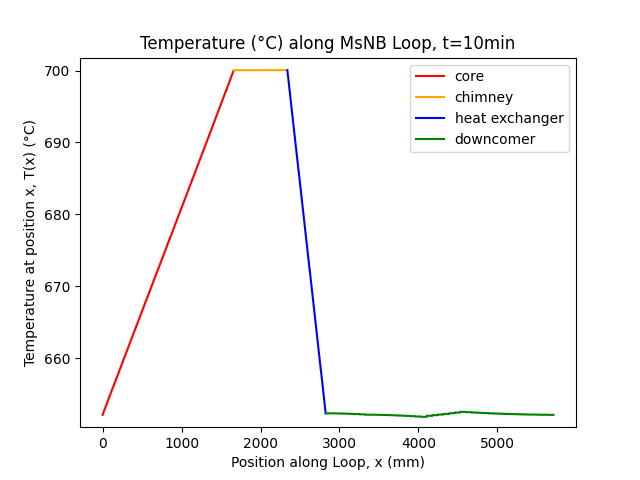 Temperature (°C) along MsNB Loop, t=10min
Temperature at position x, T(x) (°C)
700
690
680
670
660
core
chimney
heat exchanger
downcomer
0
1000
2000
3000
4000
5000
Position along Loop, x (mm)